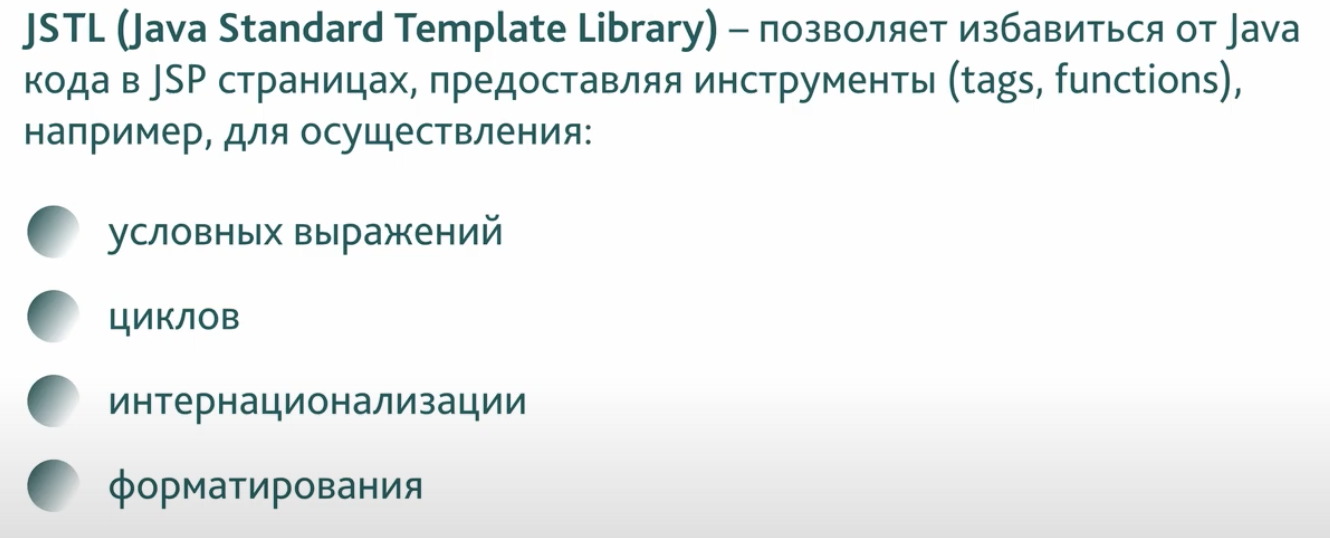 JSTL (Java Standard Template Library) – позволяет избавиться от Java
кода в JSP страницах, предоставляя инструменты (tags, functions),
например, для осуществления:
условных выражений
циклов
интернационализации
форматирования